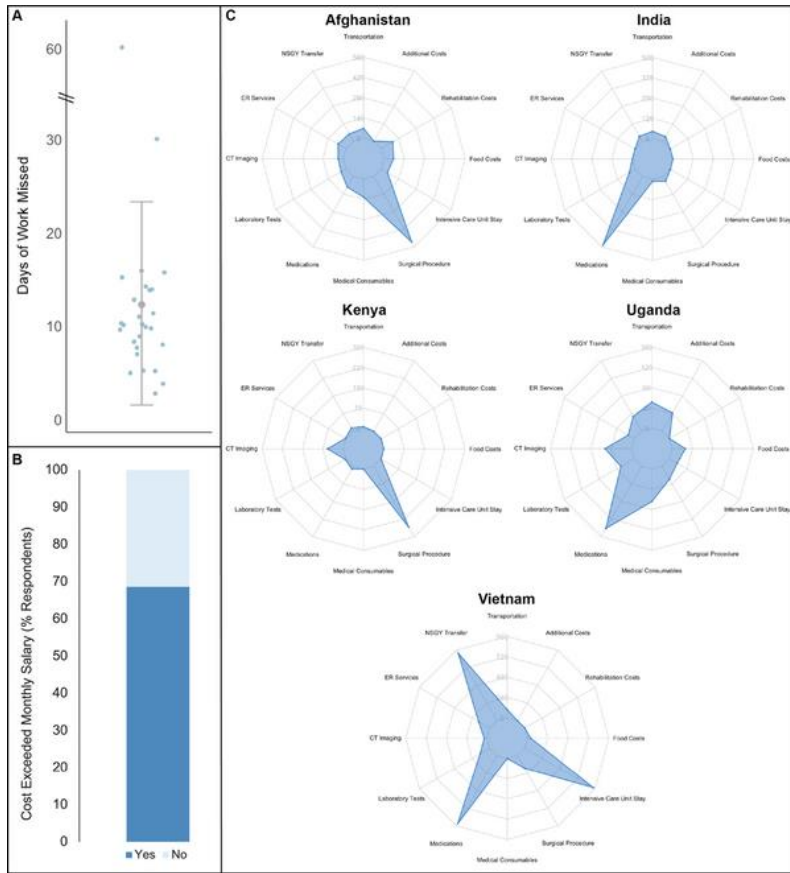 A
Days of Work Missed
60
30
20
10
0
B
Cost Exceeded Monthly Salary (% Respondents)
100
90
80
70
60
50
40
30
20
10
0
Yes No
C
Afghanistan
Transportation
Additional Costs
Rehabilitation Costs
Food Costs
Intensive Care Unit Stay
Surgical Procedure
Medical Consumables
Medications
Laboratory Tests
CT Imaging
ER Services
NSGY Transfer
India
Transportation
Additional Costs
Rehabilitation Costs
Food Costs
Intensive Care Unit Stay
Surgical Procedure
Medical Consumables
Medications
Laboratory Tests
CT Imaging
ER Services
NSGY Transfer
Kenya
Transportation
Additional Costs
Rehabilitation Costs
Food Costs
Intensive Care Unit Stay
Surgical Procedure
Medical Consumables
Medications
Laboratory Tests
CT Imaging
ER Services
NSGY Transfer
Uganda
Transportation
Additional Costs
Rehabilitation Costs
Food Costs
Intensive Care Unit Stay
Surgical Procedure
Medical Consumables
Medications
Laboratory Tests
CT Imaging
ER Services
NSGY Transfer
Vietnam
Transportation
Additional Costs
Rehabilitation Costs
Food Costs
Intensive Care Unit Stay
Surgical Procedure
Medical Consumables
Medications
Laboratory Tests
CT Imaging
ER Services
NSGY Transfer